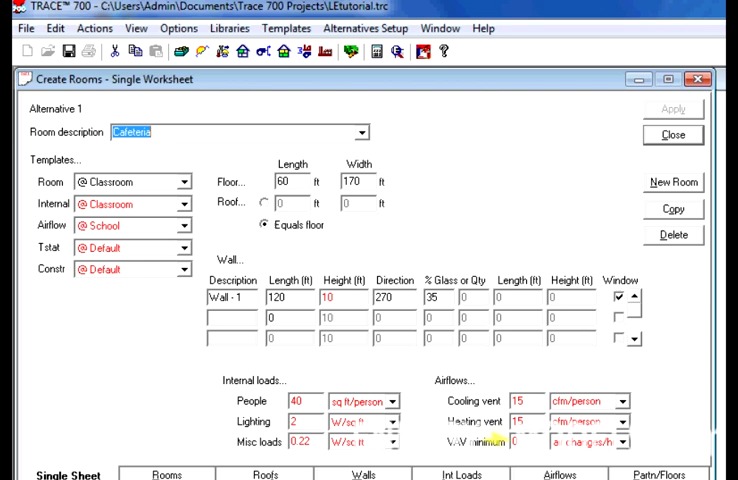 TRACE™ 700 - C:\Users\Admin\Documents\Trace 700 Projects\LEtutorial.trc
File Edit Actions View Options Libraries Templates Alternatives Setup Window Help
Create Rooms - Single Worksheet
Alternative 1
Apply
Room description Cafeteria
Close
Templates...
Length Width
Room @ Classroom Floor... 60 ft 170 ft
New Room
Internal @ Classroom Roof... 0 ft 0 ft
Copy
Airflow @ School Equals floor
Delete
Tstat @ Default
Wall...
Constr @ Default
Description Length (ft) Height (ft) Direction % Glass or Qty Length (ft) Height (ft) Window
Wall - 1 120 10 270 35 0 0 0
0 10 0 0 0 0 0
0 10 0 0 0 0 0
Internal loads... Airflows...
People 40 sq ft/person Cooling vent 15 cfm/person
Lighting 2 W/sq ft Heating vent 15 cfm/person
Misc loads 0.22 W/sq ft VAV minimum 0 air changes/h
Single Sheet Rooms Roofs Walls Int Loads Airflows Partn/Floors